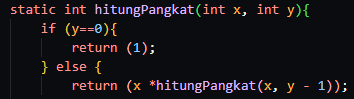 static int hitungPangkat(int x, int y){
    if (y==0){
        return (1);
    } else {
        return (x *hitungPangkat(x, y - 1));